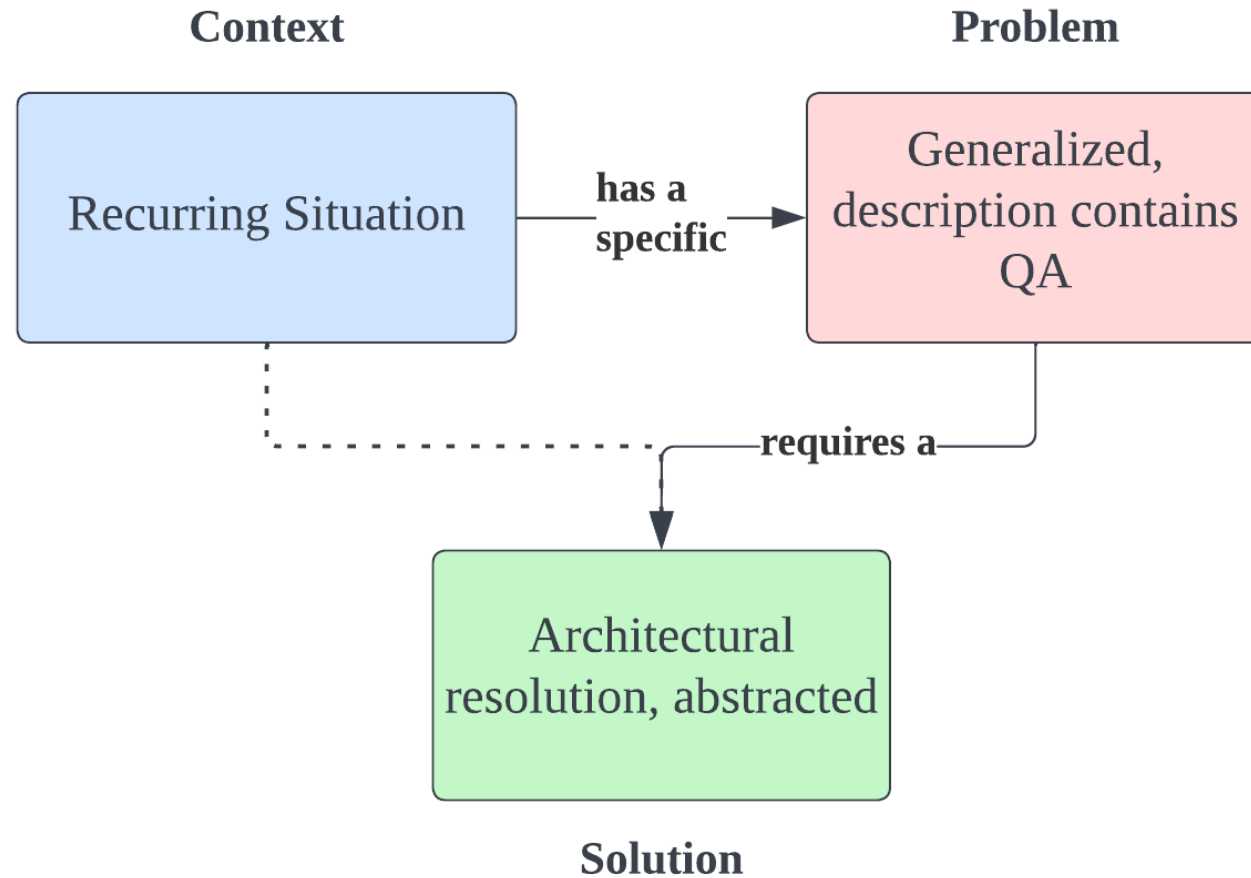 Context
Problem
Recurring Situation
has a
specific
Generalized,
description contains
QA
requires a
Architectural
resolution, abstracted
Solution